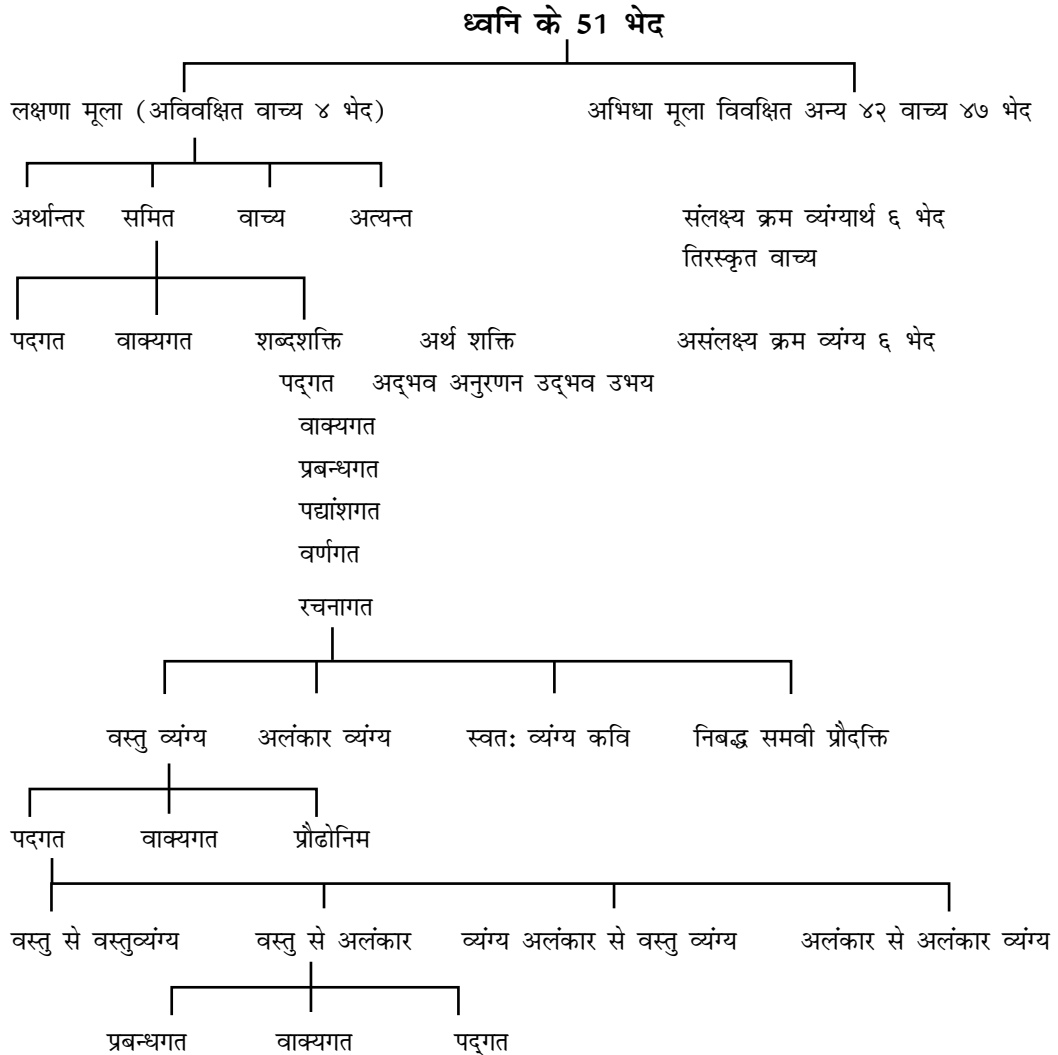 ध्वनि के 51 भेद
लक्षणा मूला (अविवक्षित वाच्य ४ भेद) अभिधा मूला विवक्षित अन्य ४२ वाच्य ४७ भेद
अर्थान्तर समित वाच्य अत्यन्त संलक्ष्य क्रम व्यंग्यार्थ ६ भेद
तिरस्कृत वाच्य
पदगत वाक्यगत शब्दशक्ति अर्थ शक्ति असंलक्ष्य क्रम व्यंग्य ६ भेद
पद्गत अद्भव अनुरणन उद्भव उभय
वाक्यगत
प्रबन्धगत
पद्यांशगत
वर्णगत
रचनागत
वस्तु व्यंग्य अलंकार व्यंग्य स्वतः व्यंग्य कवि निबद्ध समवी प्रौदक्ति
पदगत वाक्यगत प्रौढोनिम
वस्तु से वस्तुव्यंग्य वस्तु से अलंकार व्यंग्य अलंकार से वस्तु व्यंग्य अलंकार से अलंकार व्यंग्य
प्रबन्धगत वाक्यगत पद्गत